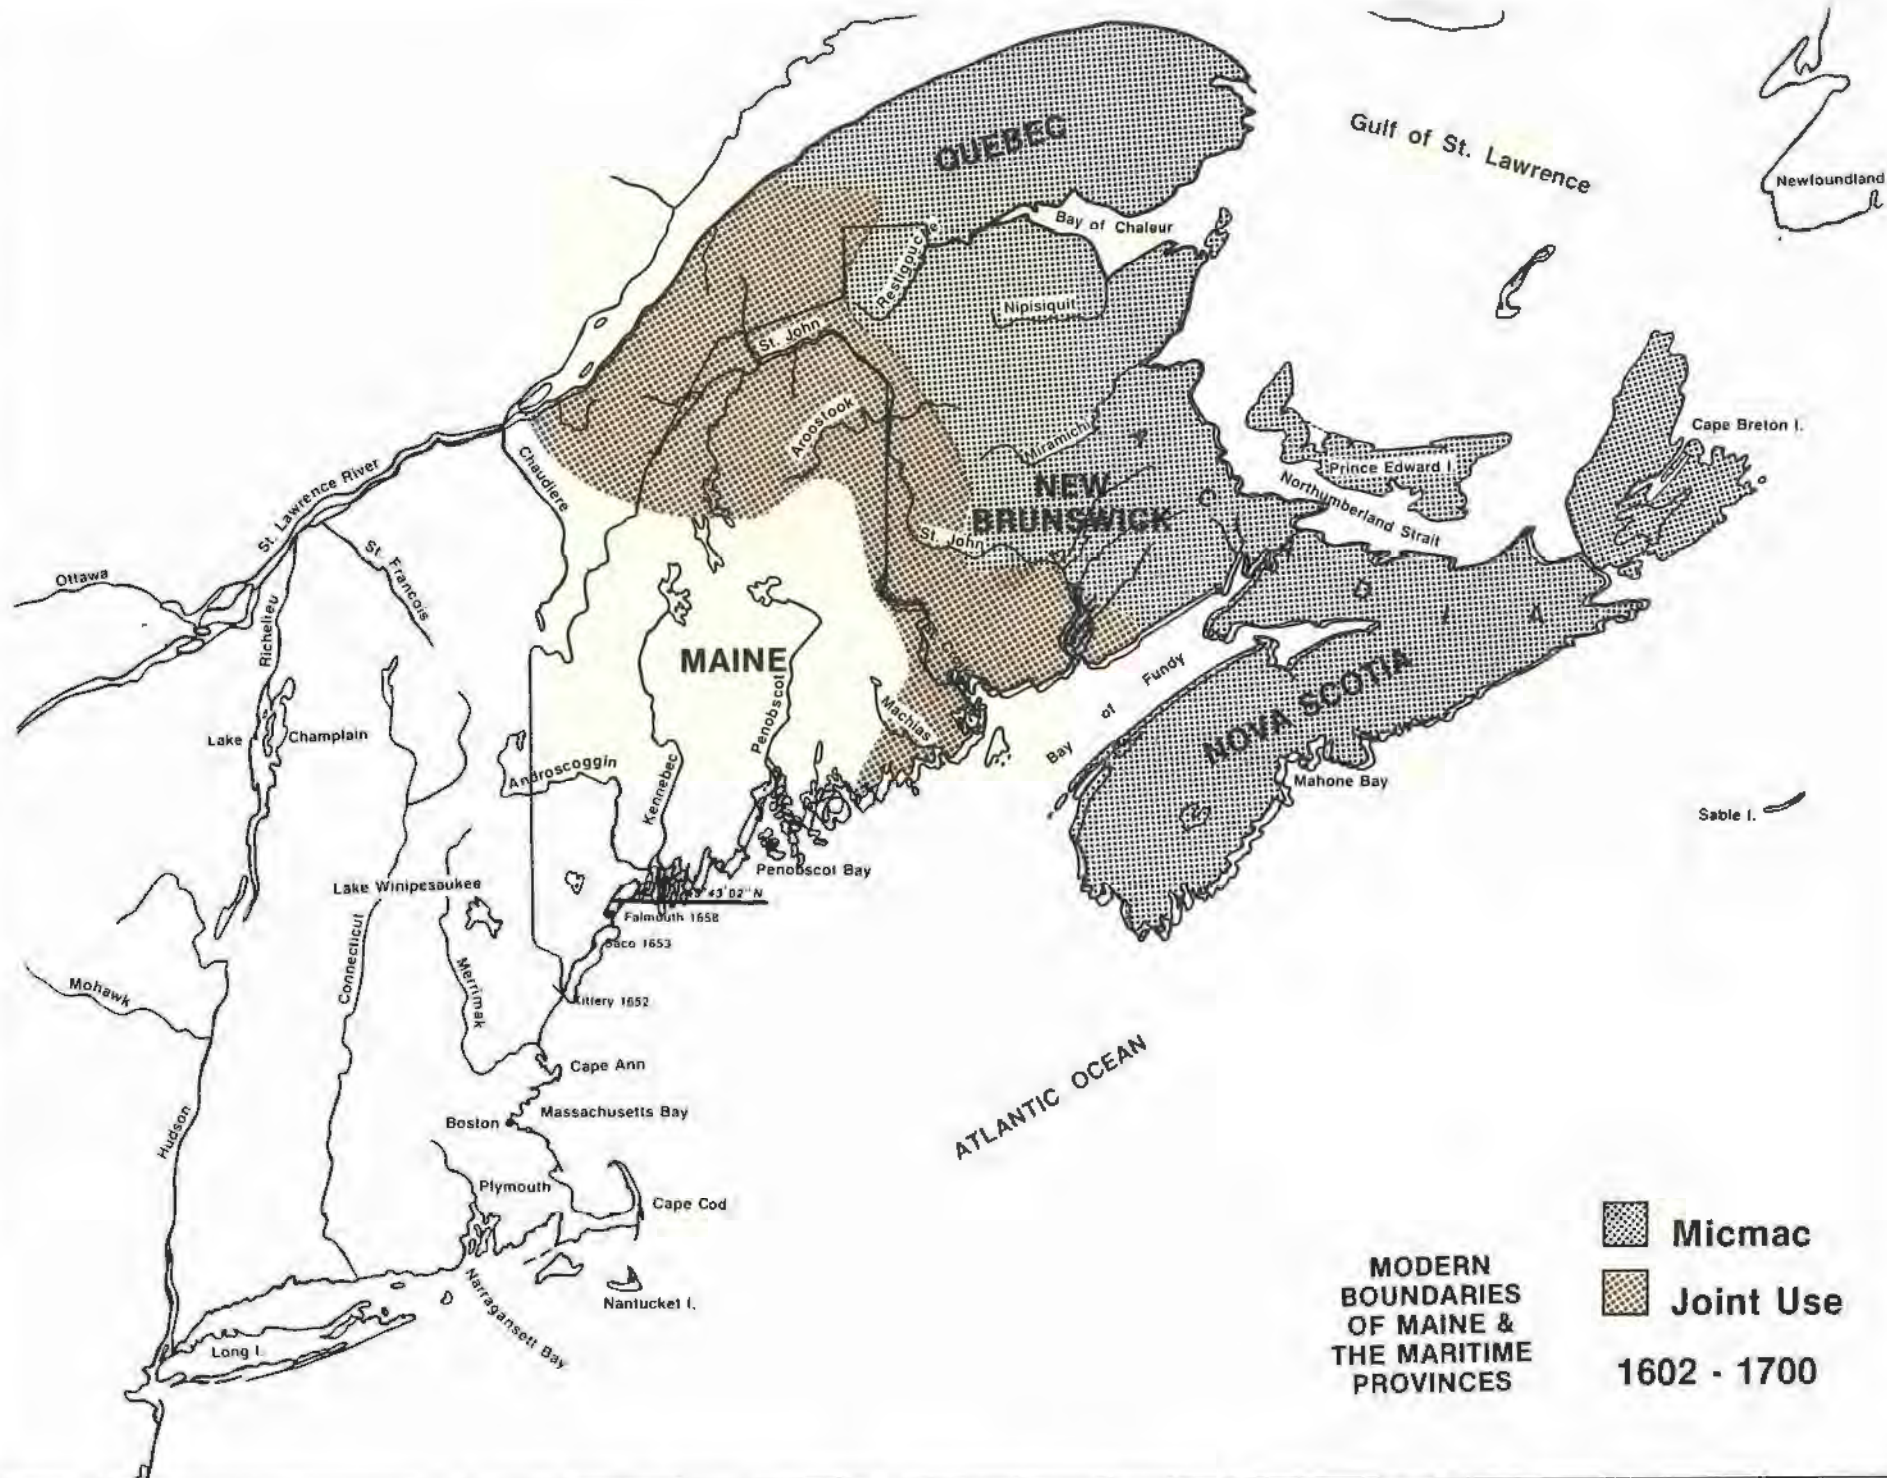 QUEBEC
Gulf of St. Lawrence
Newfoundland
Bay of Chaleur
Restigouche
Nipisiquit
St. John
Aroostook
Miramichi
Cape Breton I.
Prince Edward I.
Northumberland Strait
NEW
BRUNSWICK
St. John
Chaudiere
St. Lawrence River
St. Francois
Ottawa
Richelieu
MAINE
Penobscot
Machias
Bay of Fundy
NOVA SCOTIA
Mahone Bay
Sable I.
Lake Champlain
Androscoggin
Kennebec
Penobscot Bay
Lake Winipesaukee
43'02"N
Falmouth 1658
Saco 1653
Kittery 1652
Connecticut
Merrimak
Mohawk
Hudson
Cape Ann
Massachusetts Bay
Boston
Plymouth
Cape Cod
Nantucket I.
Narragansett Bay
Long I.
ATLANTIC OCEAN
A
C
D
I
A
MODERN
BOUNDARIES
OF MAINE &
THE MARITIME
PROVINCES
Micmac
Joint Use
1602 - 1700